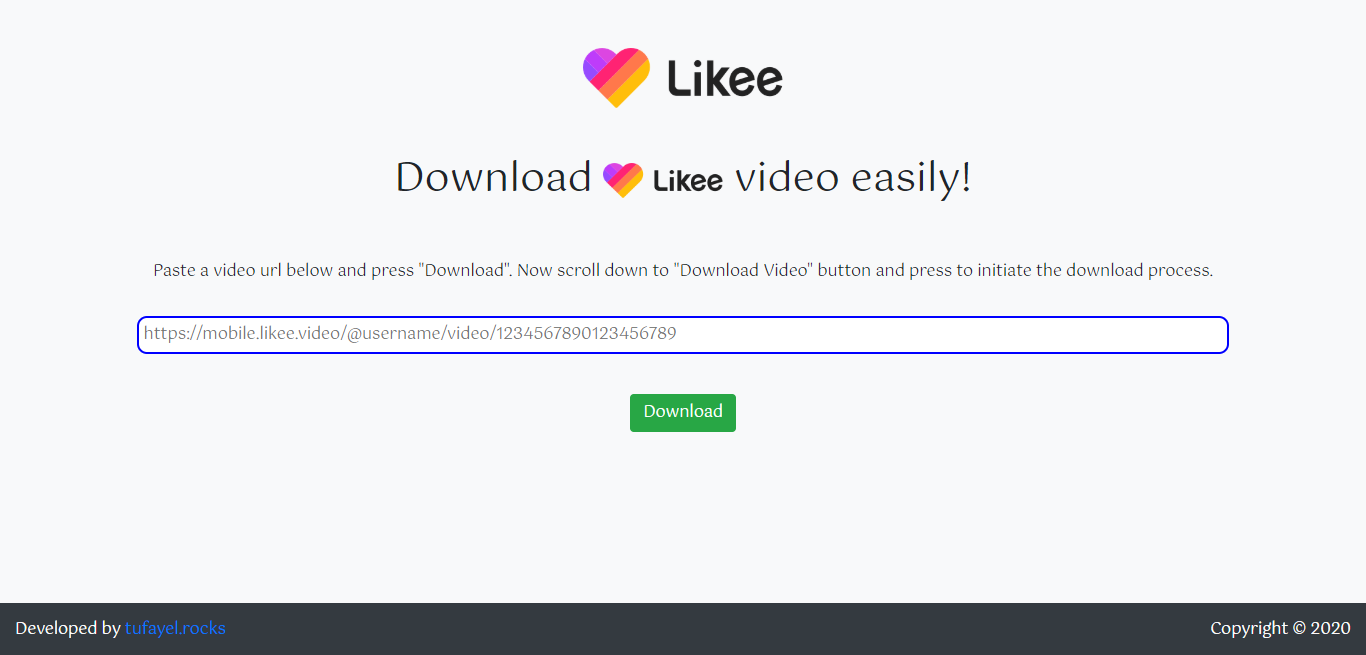 Likee
Download Likee video easily!
Paste a video url below and press "Download". Now scroll down to "Download Video" button and press to initiate the download process.
https://mobile.likee.video/@username/video/1234567890123456789
Download
Developed by tufayel.rocks
Copyright © 2020